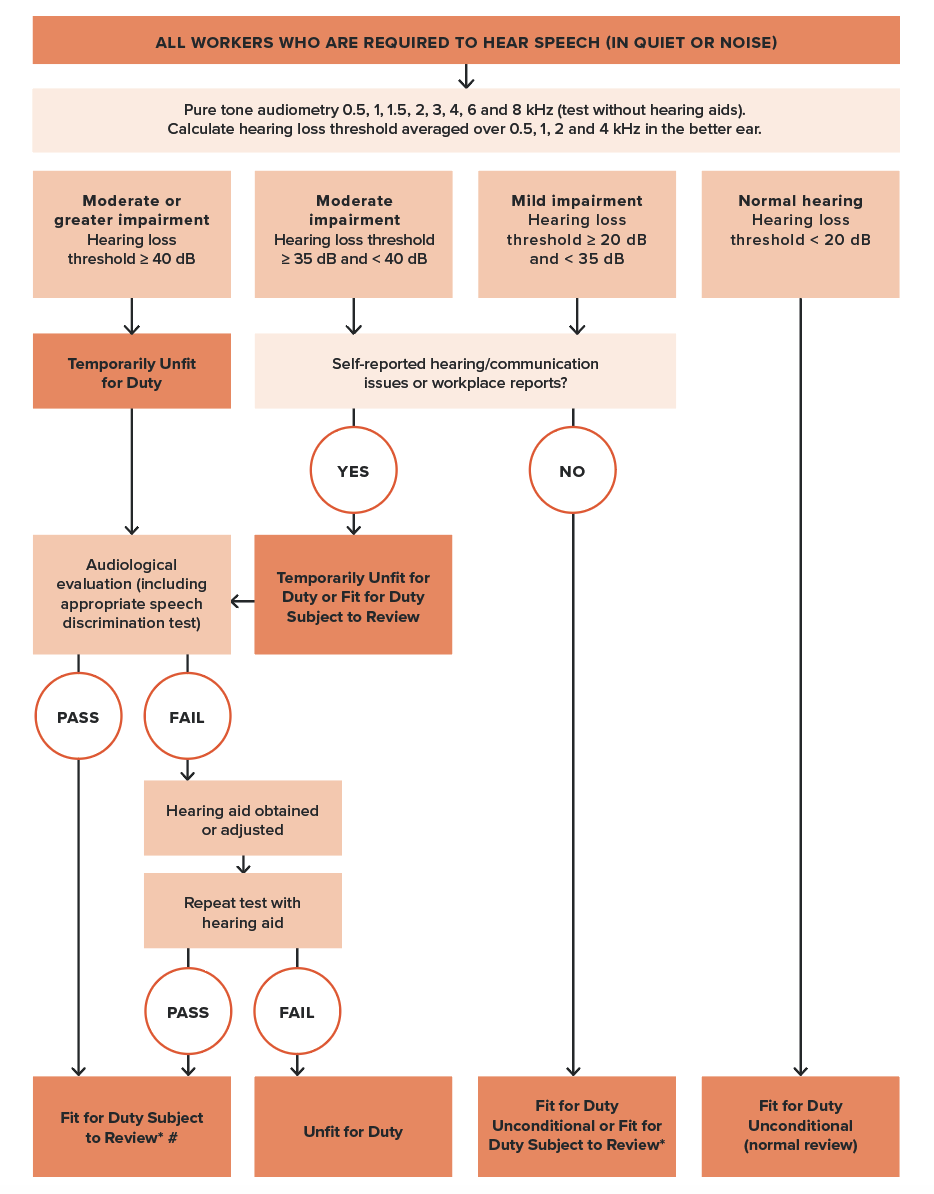 ALL WORKERS WHO ARE REQUIRED TO HEAR SPEECH (IN QUIET OR NOISE)
Pure tone audiometry 0.5, 1, 1.5, 2, 3, 4, 6 and 8 kHz (test without hearing aids).
Calculate hearing loss threshold averaged over 0.5, 1, 2 and 4 kHz in the better ear.
Moderate or
greater impairment
Hearing loss
threshold ≥ 40 dB
Moderate
impairment
Hearing loss threshold
≥ 35 dB and < 40 dB
Mild impairment
Hearing loss
threshold ≥ 20 dB
and < 35 dB
Normal hearing
Hearing loss
threshold < 20 dB
Temporarily Unfit
for Duty
Self-reported hearing/communication
issues or workplace reports?
YES
NO
Audiological
evaluation (including
appropriate speech
discrimination test)
Temporarily Unfit for
Duty or Fit for Duty
Subject to Review
PASS
FAIL
Hearing aid obtained
or adjusted
Repeat test with
hearing aid
PASS
FAIL
Fit for Duty Subject
to Review* #
Unfit for Duty
Fit for Duty
Unconditional or Fit for
Duty Subject to Review*
Fit for Duty
Unconditional
(normal review)